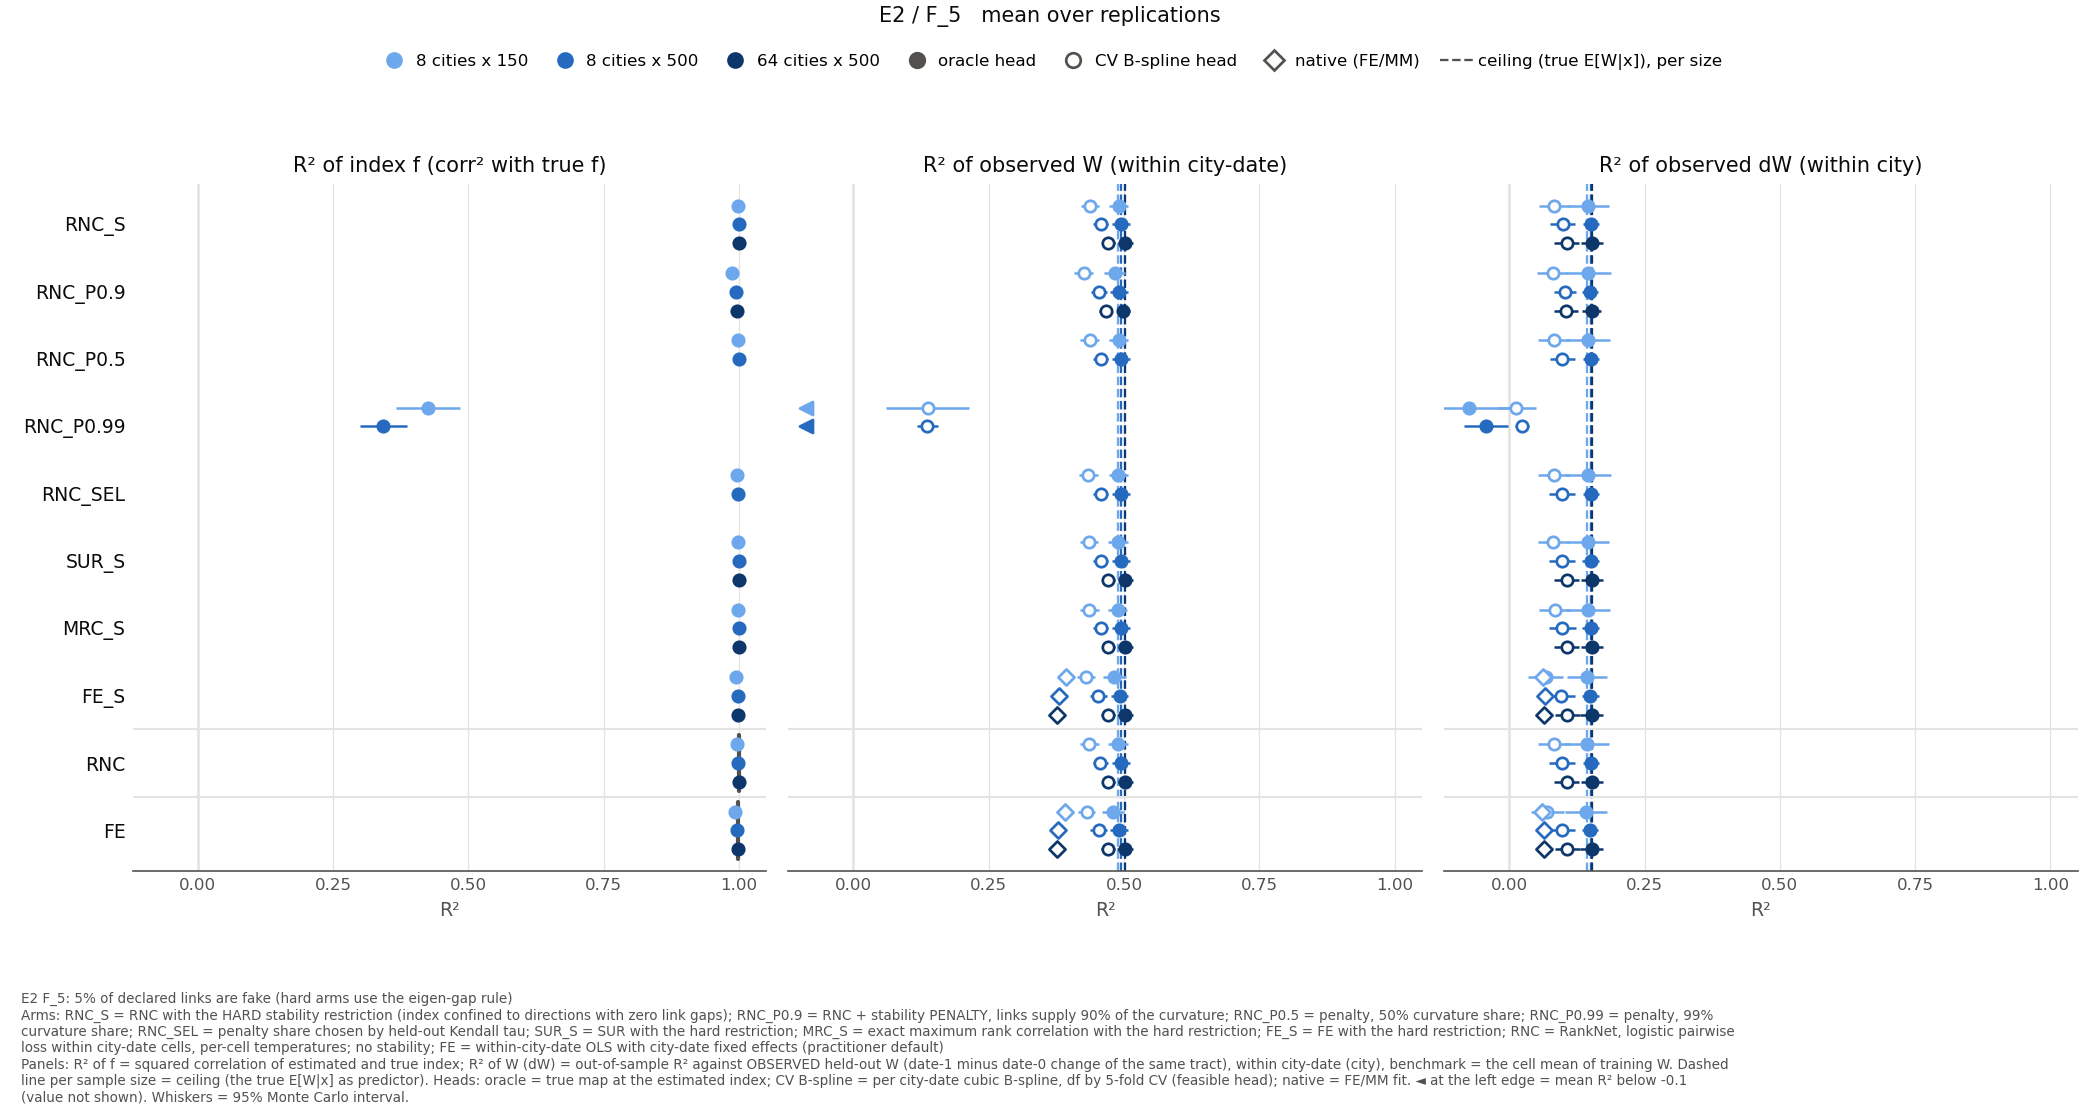 E2 / F_5   mean over replications
8 cities x 150   8 cities x 500   64 cities x 500   oracle head   CV B-spline head   native (FE/MM)   ceiling (true E[W|x]), per size
R² of index f (corr² with true f)   R² of observed W (within city-date)   R² of observed dW (within city)
RNC_S
RNC_P0.9
RNC_P0.5
RNC_P0.99
RNC_SEL
SUR_S
MRC_S
FE_S
RNC
FE
0.00   0.25   0.50   0.75   1.00   0.00   0.25   0.50   0.75   1.00   0.00   0.25   0.50   0.75   1.00
R²   R²   R²
E2 F_5: 5% of declared links are fake (hard arms use the eigen-gap rule)
Arms: RNC_S = RNC with the HARD stability restriction (index confined to directions with zero link gaps); RNC_P0.9 = RNC + stability PENALTY, links supply 90% of the curvature; RNC_P0.5 = penalty, 50% curvature share; RNC_P0.99 = penalty, 99%
curvature share; RNC_SEL = penalty share chosen by held-out Kendall tau; SUR_S = SUR with the hard restriction; MRC_S = exact maximum rank correlation with the hard restriction; FE_S = FE with the hard restriction; RNC = RankNet, logistic pairwise
loss within city-date cells, per-cell temperatures; no stability; FE = within-city-date OLS with city-date fixed effects (practitioner default)
Panels: R² of f = squared correlation of estimated and true index; R² of W (dW) = out-of-sample R² against OBSERVED held-out W (date-1 minus date-0 change of the same tract), within city-date (city), benchmark = the cell mean of training W. Dashed
line per sample size = ceiling (the true E[W|x] as predictor). Heads: oracle = true map at the estimated index; CV B-spline = per city-date cubic B-spline, df by 5-fold CV (feasible head); native = FE/MM fit. ◄ at the left edge = mean R² below -0.1
(value not shown). Whiskers = 95% Monte Carlo interval.